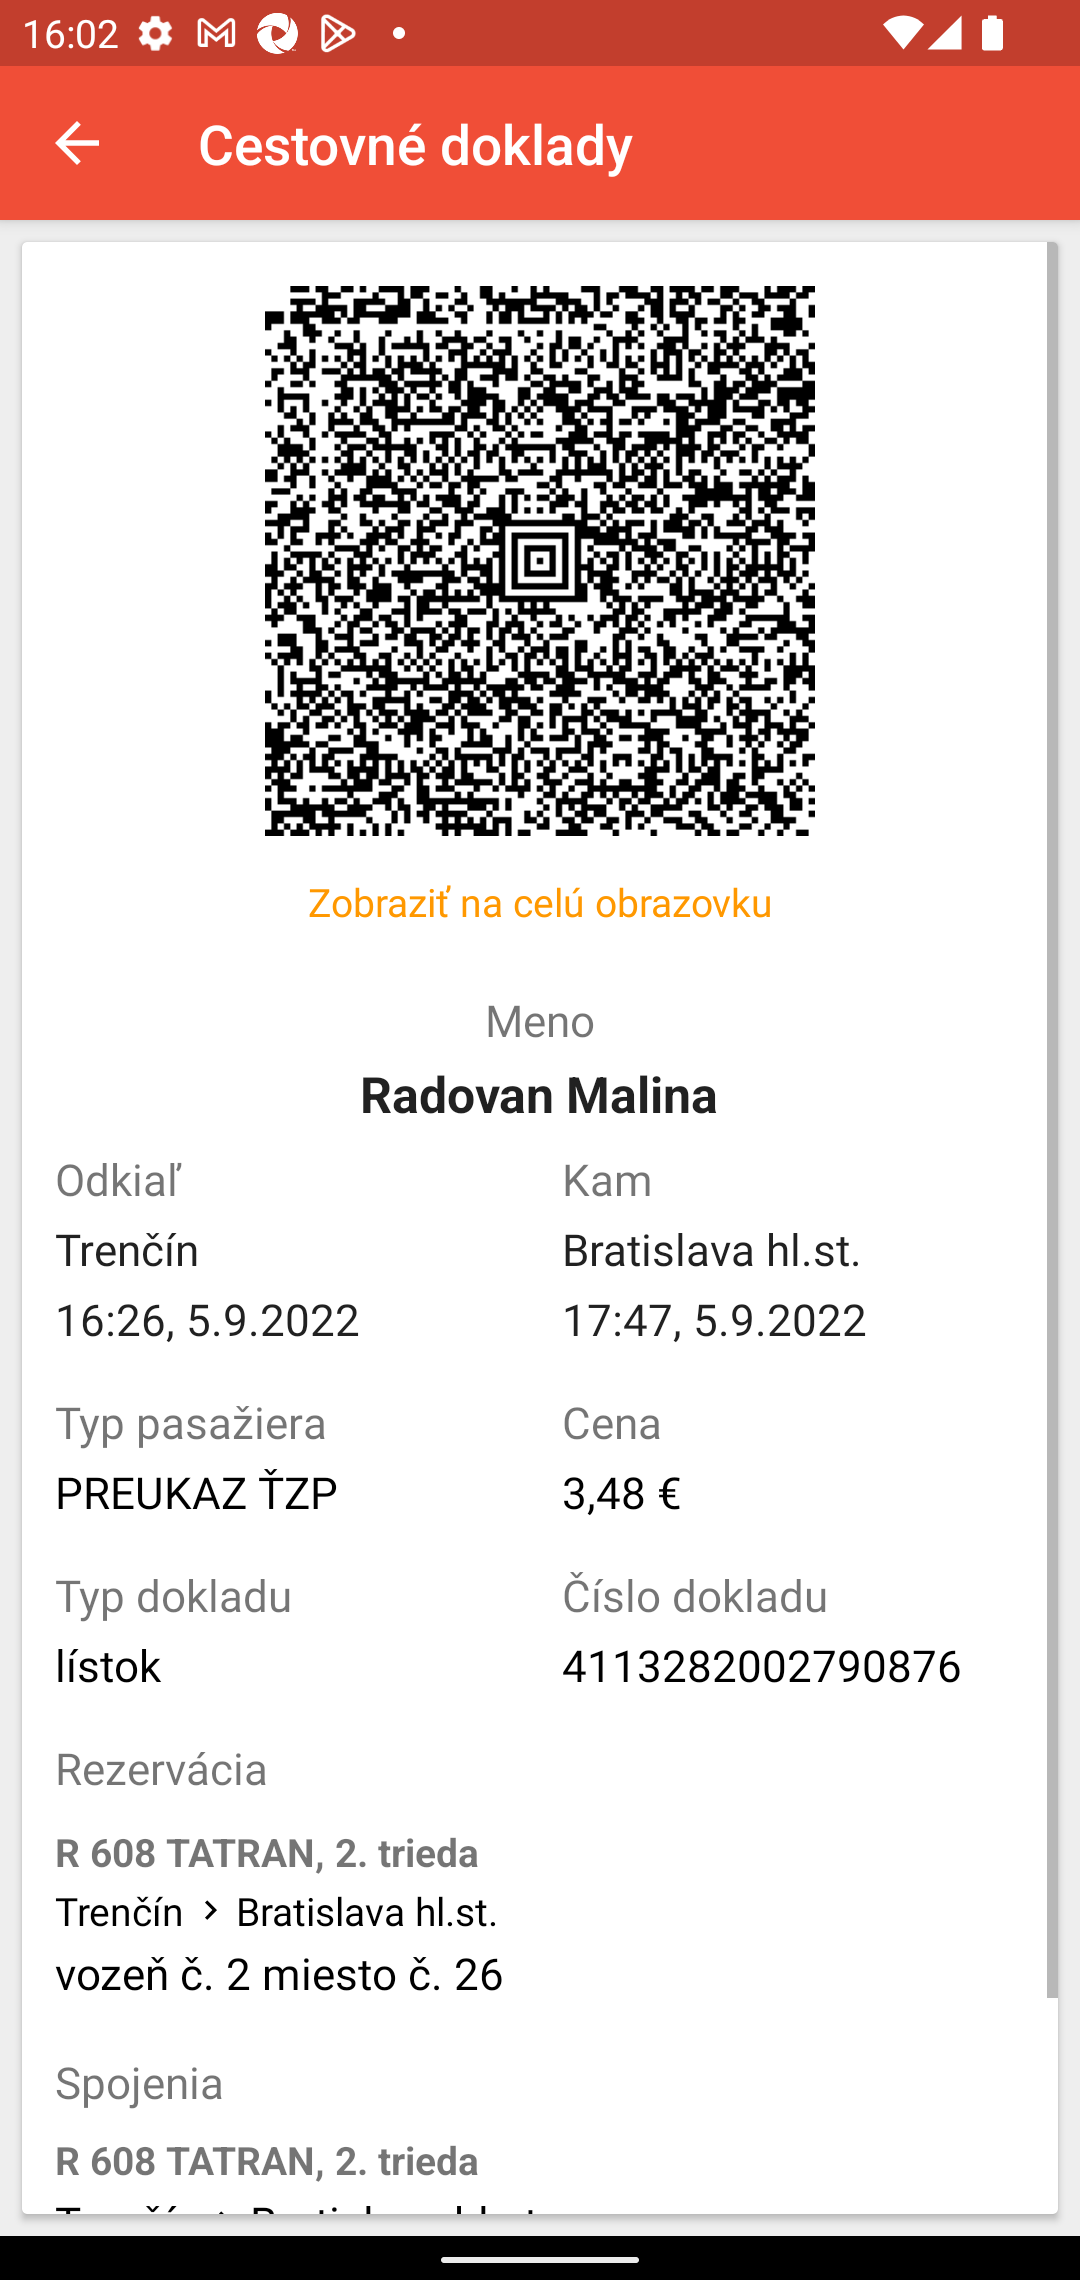 16:02
Cestovné doklady
Zobraziť na celú obrazovku
Meno
Radovan Malina
Odkiaľ
Kam
Trenčín
Bratislava hl.st.
16:26, 5.9.2022
17:47, 5.9.2022
Typ pasažiera
Cena
PREUKAZ ŤZP
3,48 €
Typ dokladu
Číslo dokladu
lístok
4113282002790876
Rezervácia
R 608 TATRAN, 2. trieda
Trenčín > Bratislava hl.st.
vozeň č. 2 miesto č. 26
Spojenia
R 608 TATRAN, 2. trieda